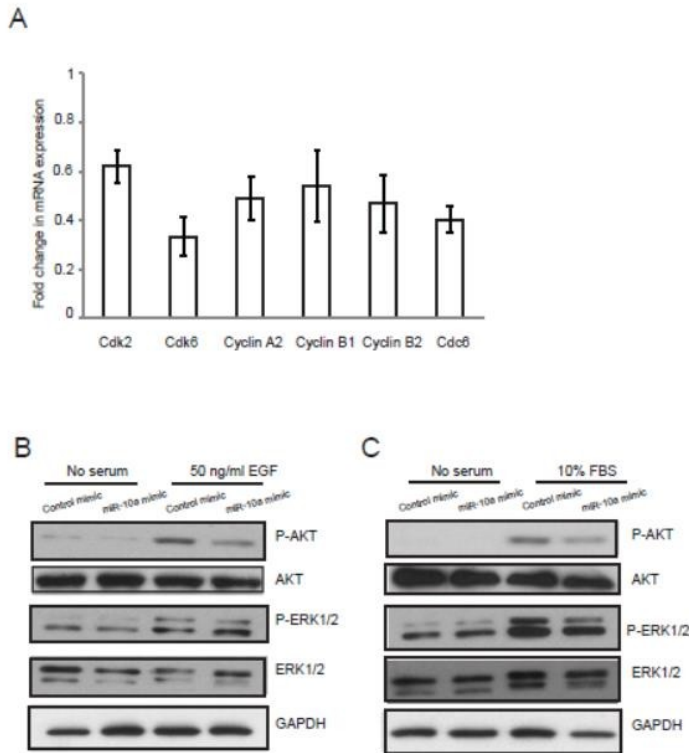 A
Fold change in mRNA expression
1
0.8
0.6
0.4
0.2
0
Cdk2 Cdk6 Cyclin A2 Cyclin B1 Cyclin B2 Cdc6
B
No serum 50 ng/ml EGF
Control mimic miR-10a mimic Control mimic miR-10a mimic
P-AKT
AKT
P-ERK1/2
ERK1/2
GAPDH
C
No serum 10% FBS
Control mimic miR-10a mimic Control mimic miR-10a mimic
P-AKT
AKT
P-ERK1/2
ERK1/2
GAPDH